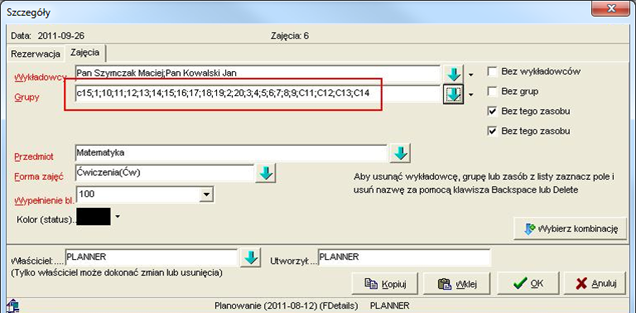 Szczegóły
Data: 2011-09-26 Zajęcia: 6
Rezerwacja Zajęcia
Wykładowcy Pan Szymczak Maciej;Pan Kowalski Jan Bez wykładowców
Grupy c15;1;10;11;12;13;14;15;16;17;18;19;2;20;3;4;5;6;7;8;9;C11;C12;C13;C14 Bez grup
Bez tego zasobu
Bez tego zasobu
Przedmiot Matematyka
Forma zajęć Ćwiczenia(Ćw) Aby usunąć wykładowcę, grupę lub zasób z listy zaznacz pole i
Wypełnienie bl. 100 usuń nazwę za pomocą klawisza Backspace lub Delete
Kolor (status)..
Wybierz kombinację
Właściciel:.... PLANNER Utworzył:... PLANNER
(Tylko właściciel może dokonać zmian lub usunięcia)
Kopiuj Wklej OK Anuluj
Planowanie (2011-08-12) (FDetails) PLANNER